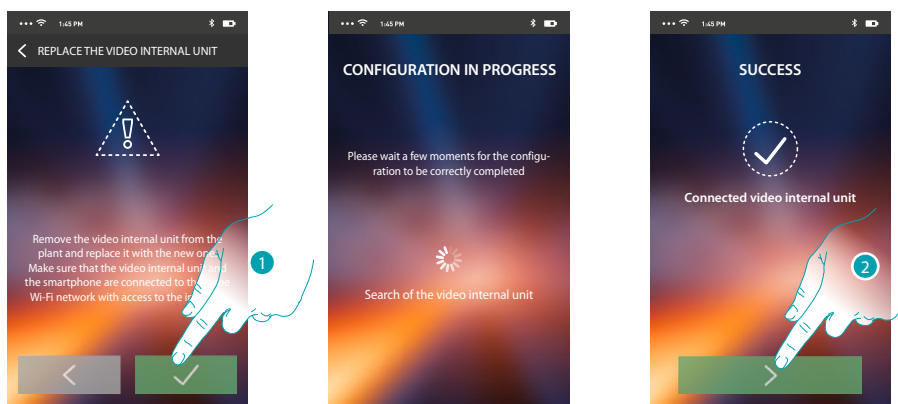 1:45 PM
REPLACE THE VIDEO INTERNAL UNIT
Remove the video internal unit from the
plant and replace it with the new one
Make sure that the video internal unit and
the smartphone are connected to the
Wi-Fi network with access to the
1
1:45 PM
CONFIGURATION IN PROGRESS
Please wait a few moments for the configu-
ration to be correctly completed
Search of the video internal unit
1:45 PM
SUCCESS
Connected video internal unit
2